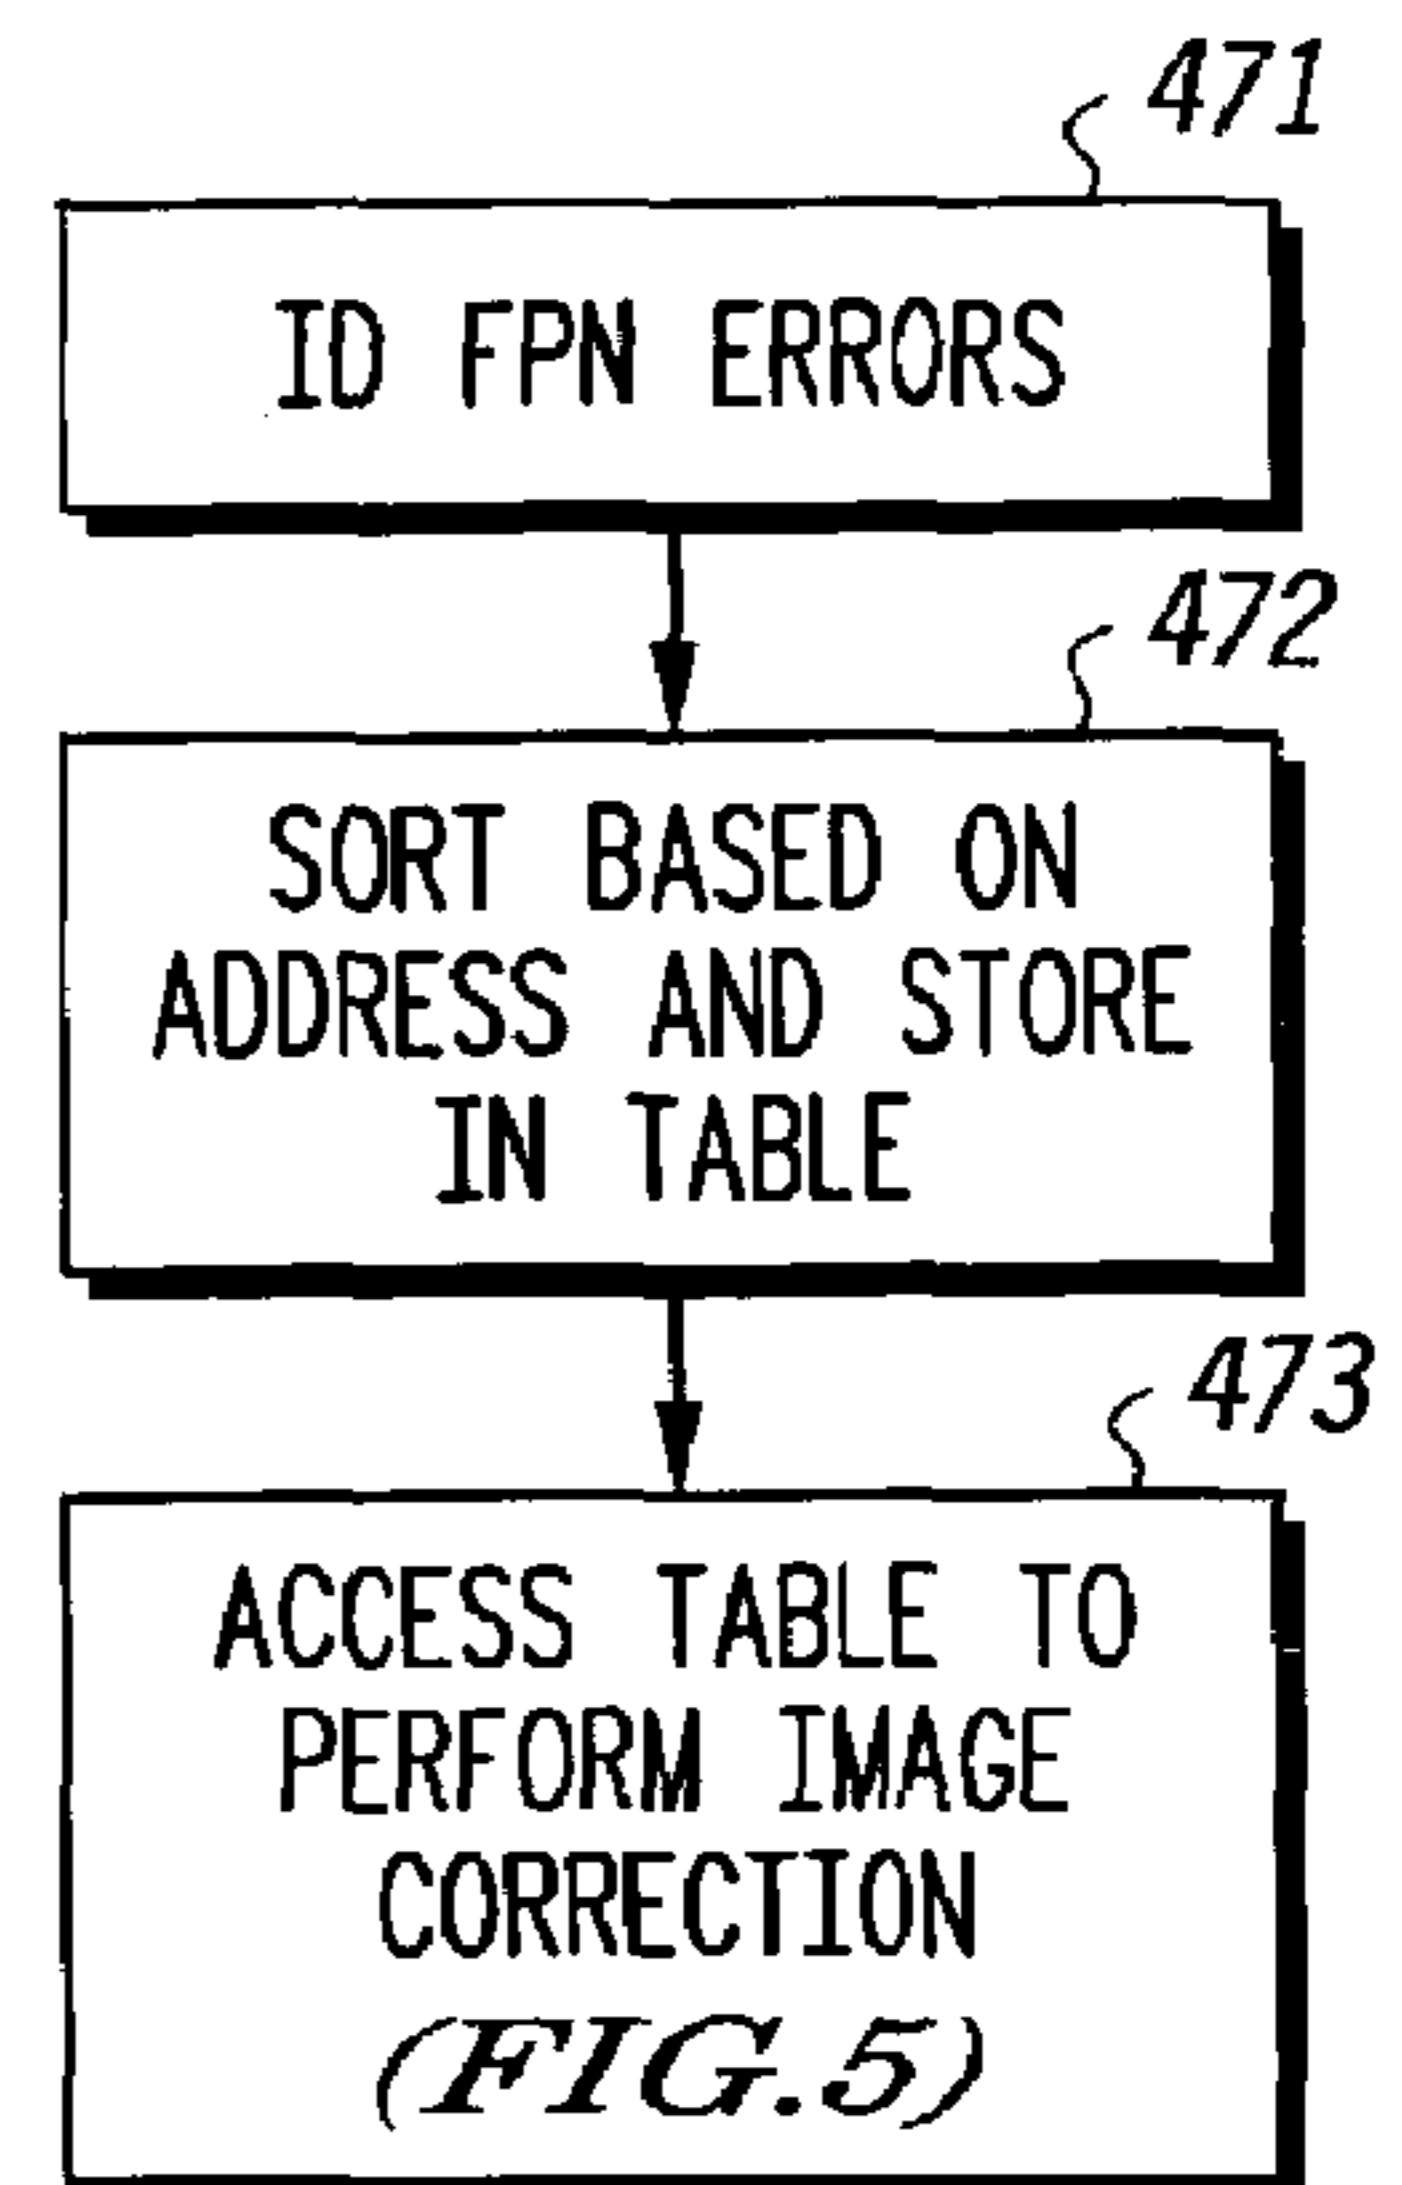 471
ID FPN ERRORS
472
SORT BASED ON
ADDRESS AND STORE
IN TABLE
473
ACCESS TABLE TO
PERFORM IMAGE
CORRECTION
(FIG.5)